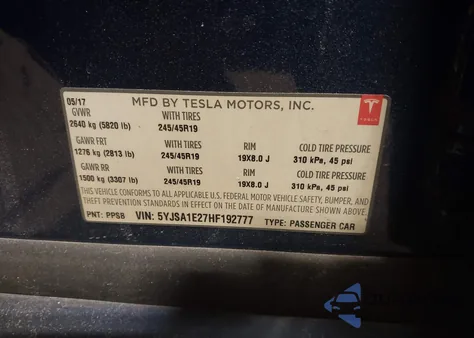 05/17 MFD BY TESLA MOTORS, INC.
GVWR WITH TIRES
2640 kg (5820 lb) 245/45R19
GAWR FRT WITH TIRES RIM COLD TIRE PRESSURE
1276 kg (2813 lb) 245/45R19 19X8.0 J 310 kPa, 45 psi
GAWR RR WITH TIRES RIM COLD TIRE PRESSURE
1500 kg (3307 lb) 245/45R19 19X8.0 J 310 kPa, 45 psi
THIS VEHICLE CONFORMS TO ALL APPLICABLE U.S. FEDERAL MOTOR VEHICLE SAFETY, BUMPER, AND
THEFT PREVENTION STANDARDS IN EFFECT ON THE DATE OF MANUFACTURE SHOWN ABOVE.
PNT: PPSB VIN: 5YJSA1E27HF192777 TYPE: PASSENGER CAR
TESLA